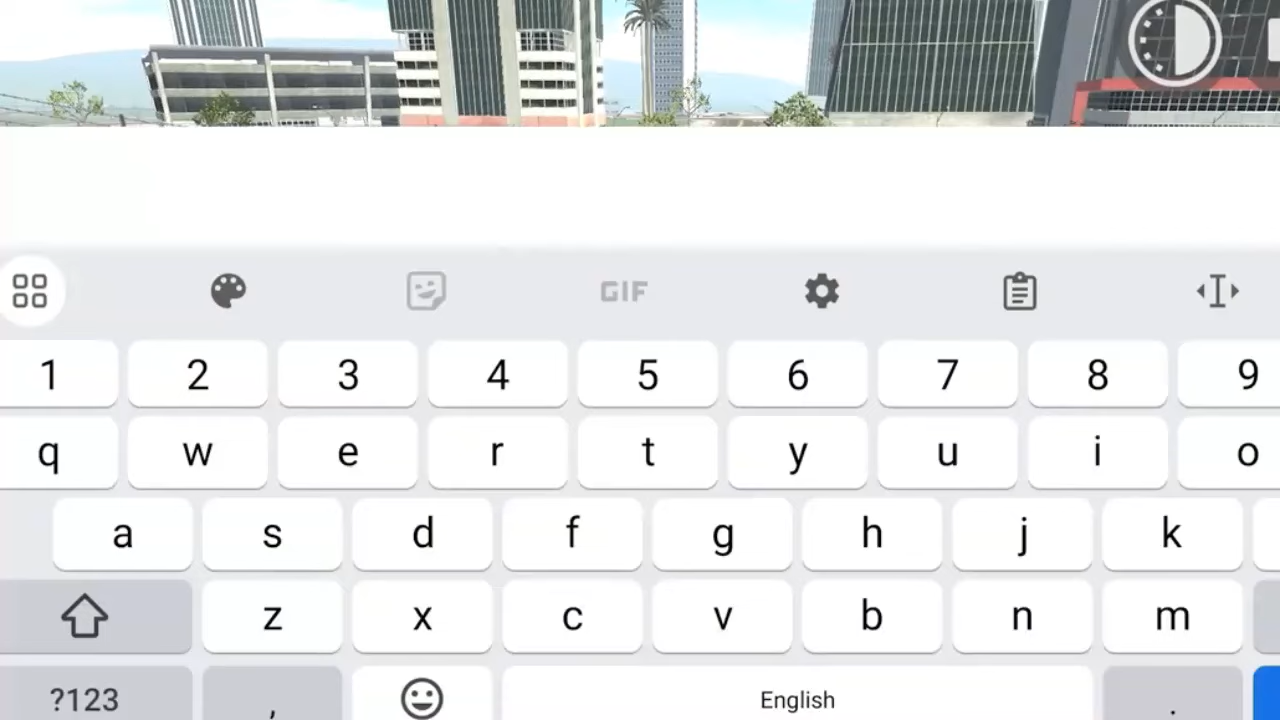 GIF
1 2 3 4 5 6 7 8 9
q w e r t y u i o
a s d f g h j k
z x c v b n m
?123 , English .